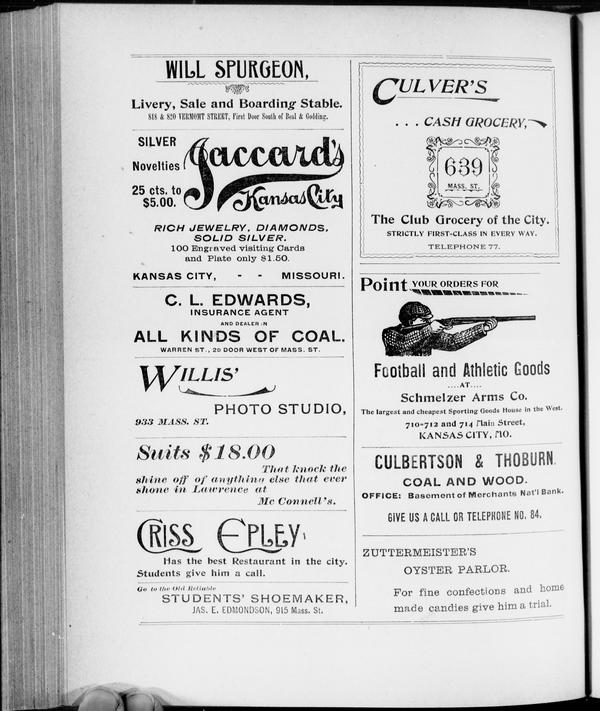 WILL SPURGEON,
Livery, Sale and Boarding Stable.
818 & 820 VERMONT STREET, First Door South of Beal & Godding.
SILVER
Novelties
25 cts. to
$5.00.
Jaccard's
Kansas City
RICH JEWELRY, DIAMONDS,
SOLID SILVER.
100 Engraved visiting Cards
and Plate only $1.50.
KANSAS CITY, - - MISSOURI.
C. L. EDWARDS,
INSURANCE AGENT
AND DEALER IN
ALL KINDS OF COAL.
WARREN ST., 2D DOOR WEST OF MASS. ST.
WILLIS'
PHOTO STUDIO,
933 MASS. ST.
Suits $18.00
That knock the
shine off of anything else that ever
shone in Lawrence at
Mc Connell's.
CRISS EPLEY,
Has the best Restaurant in the city.
Students give him a call.
Go to the Old Reliable
STUDENTS' SHOEMAKER,
JAS. E. EDMONDSON, 915 Mass. St.
CULVER'S
. . . CASH GROCERY,
639
MASS. ST.
The Club Grocery of the City.
STRICTLY FIRST-CLASS IN EVERY WAY.
TELEPHONE 77.
Point YOUR ORDERS FOR
Football and Athletic Goods
....AT....
Schmelzer Arms Co.
The largest and cheapest Sporting Goods House in the West.
710-712 and 714 Main Street,
KANSAS CITY, MO.
CULBERTSON & THOBURN.
COAL AND WOOD.
OFFICE: Basement of Merchants Nat'l Bank.
GIVE US A CALL OR TELEPHONE NO. 84.
ZUTTERMEISTER'S
OYSTER PARLOR.
For fine confections and home
made candies give him a trial.